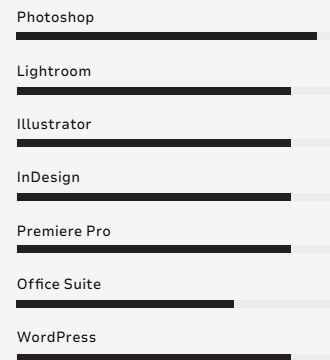 Photoshop
Lightroom
Illustrator
InDesign
Premiere Pro
Office Suite
WordPress